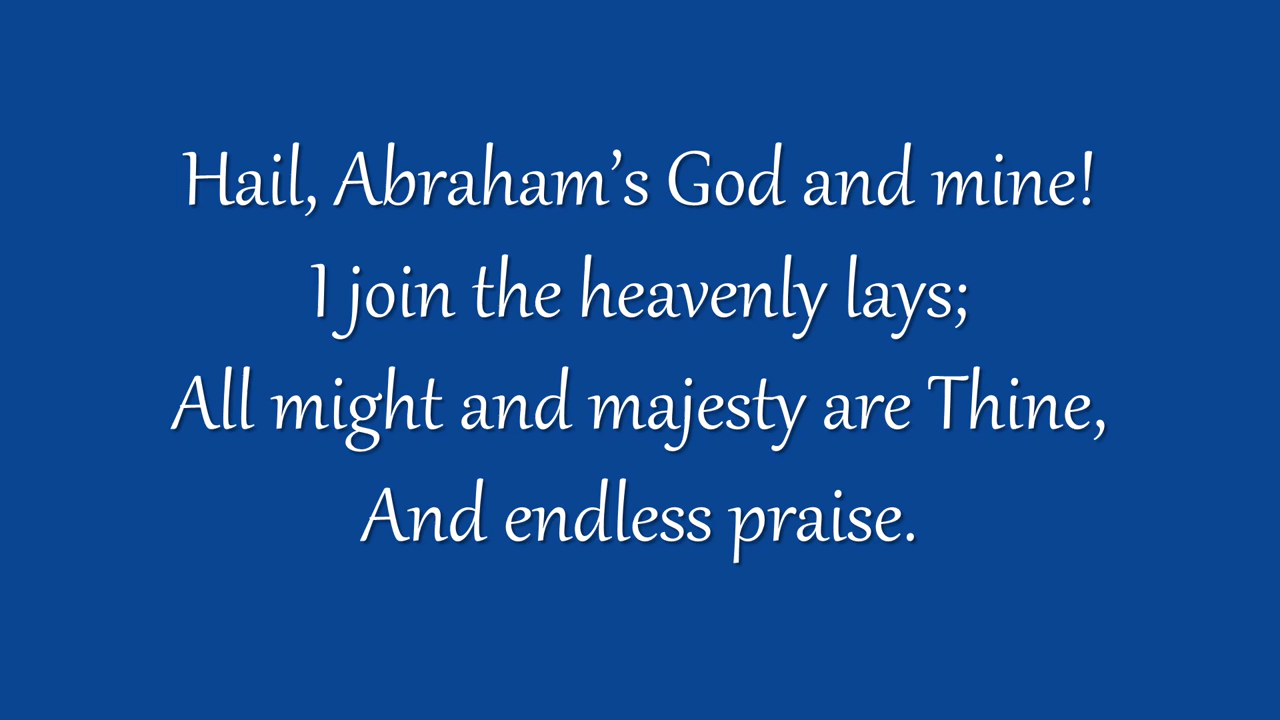 Hail, Abraham’s God and mine!
I join the heavenly lays;
All might and majesty are Thine,
And endless praise.